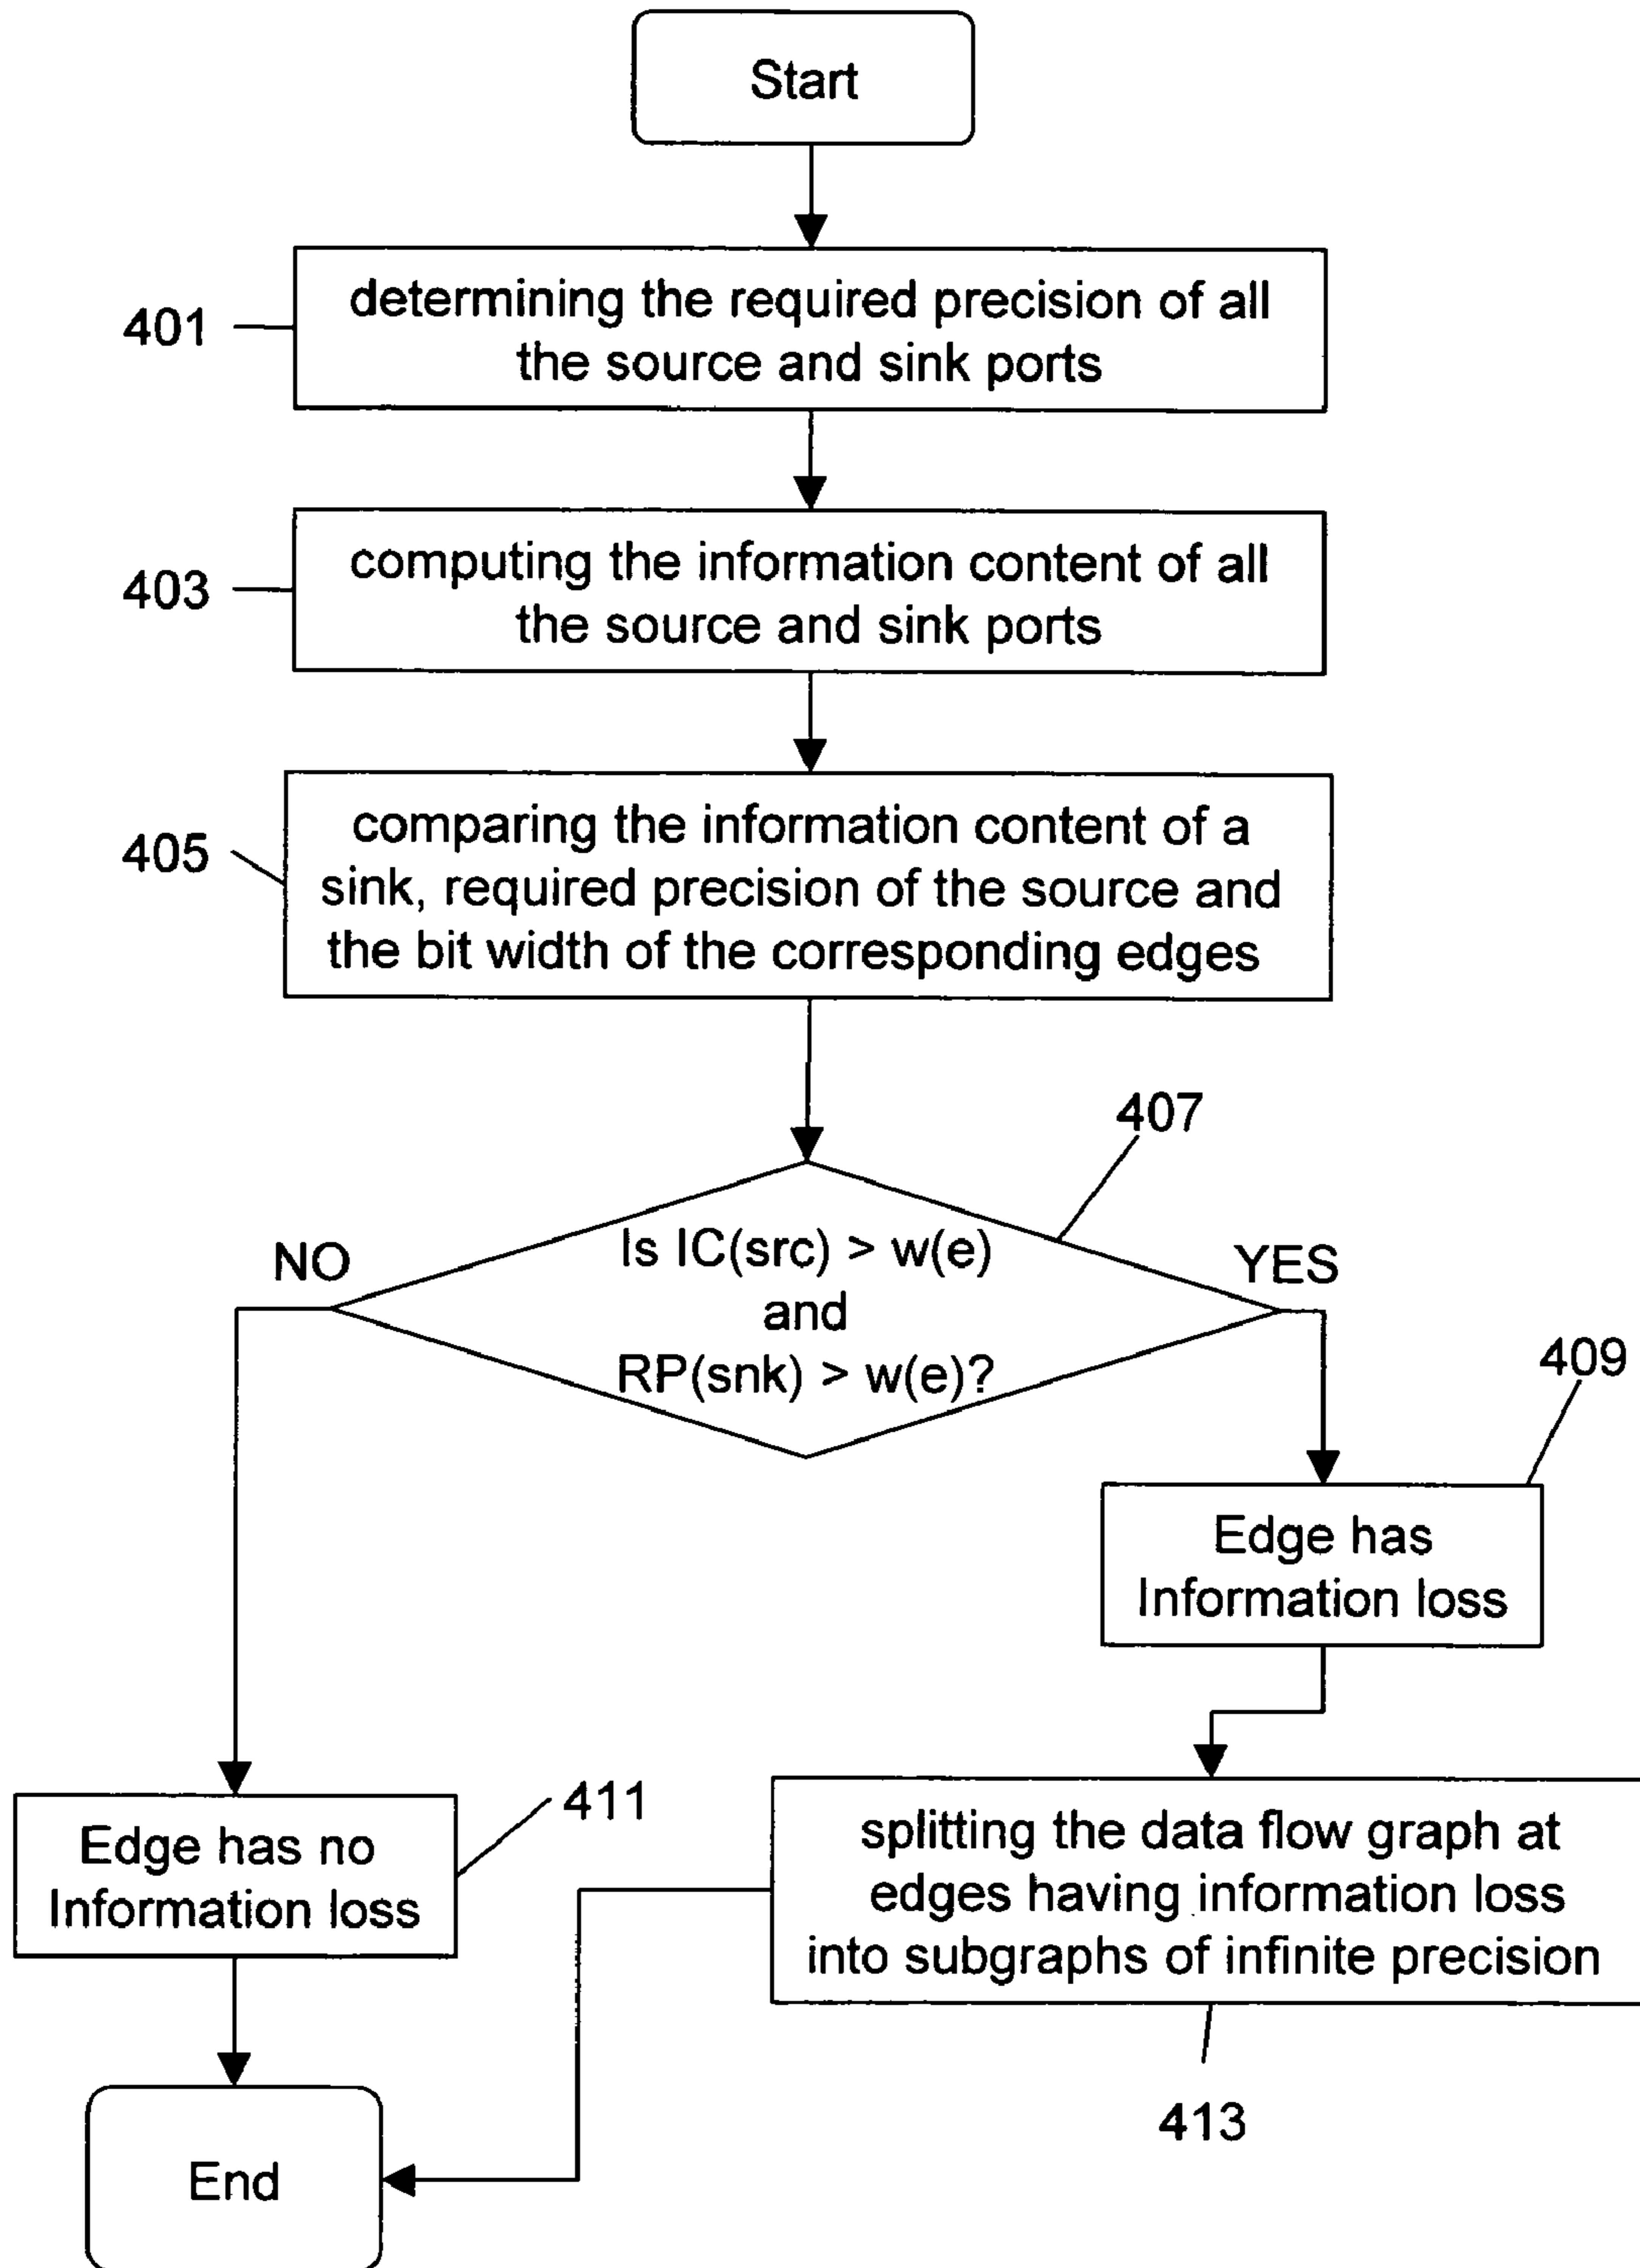 Start
401
determining the required precision of all
the source and sink ports
403
computing the information content of all
the source and sink ports
405
comparing the information content of a
sink, required precision of the source and
the bit width of the corresponding edges
407
NO
Is IC(src) > w(e)
and
RP(snk) > w(e)?
YES
409
Edge has
Information loss
411
Edge has no
Information loss
splitting the data flow graph at
edges having information loss
into subgraphs of infinite precision
413
End